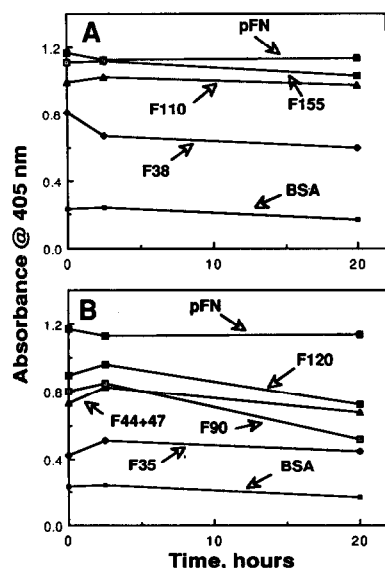 A
pFN
1.2
F155
F110
0.8
F38
BSA
0.4
0.0
0
10
20
Absorbance @ 405 nm
B
pFN
1.2
F120
0.8
F44+47
F90
F35
BSA
0.4
0.0
0
10
20
Time, hours